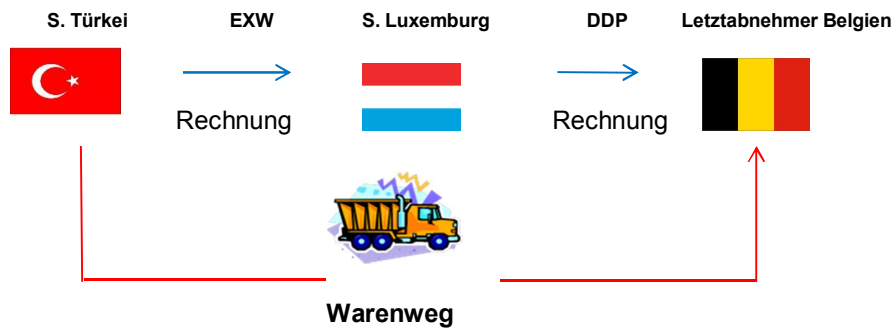 S. Türkei EXW S. Luxemburg DDP Letztabnehmer Belgien
Rechnung Rechnung
Warenweg